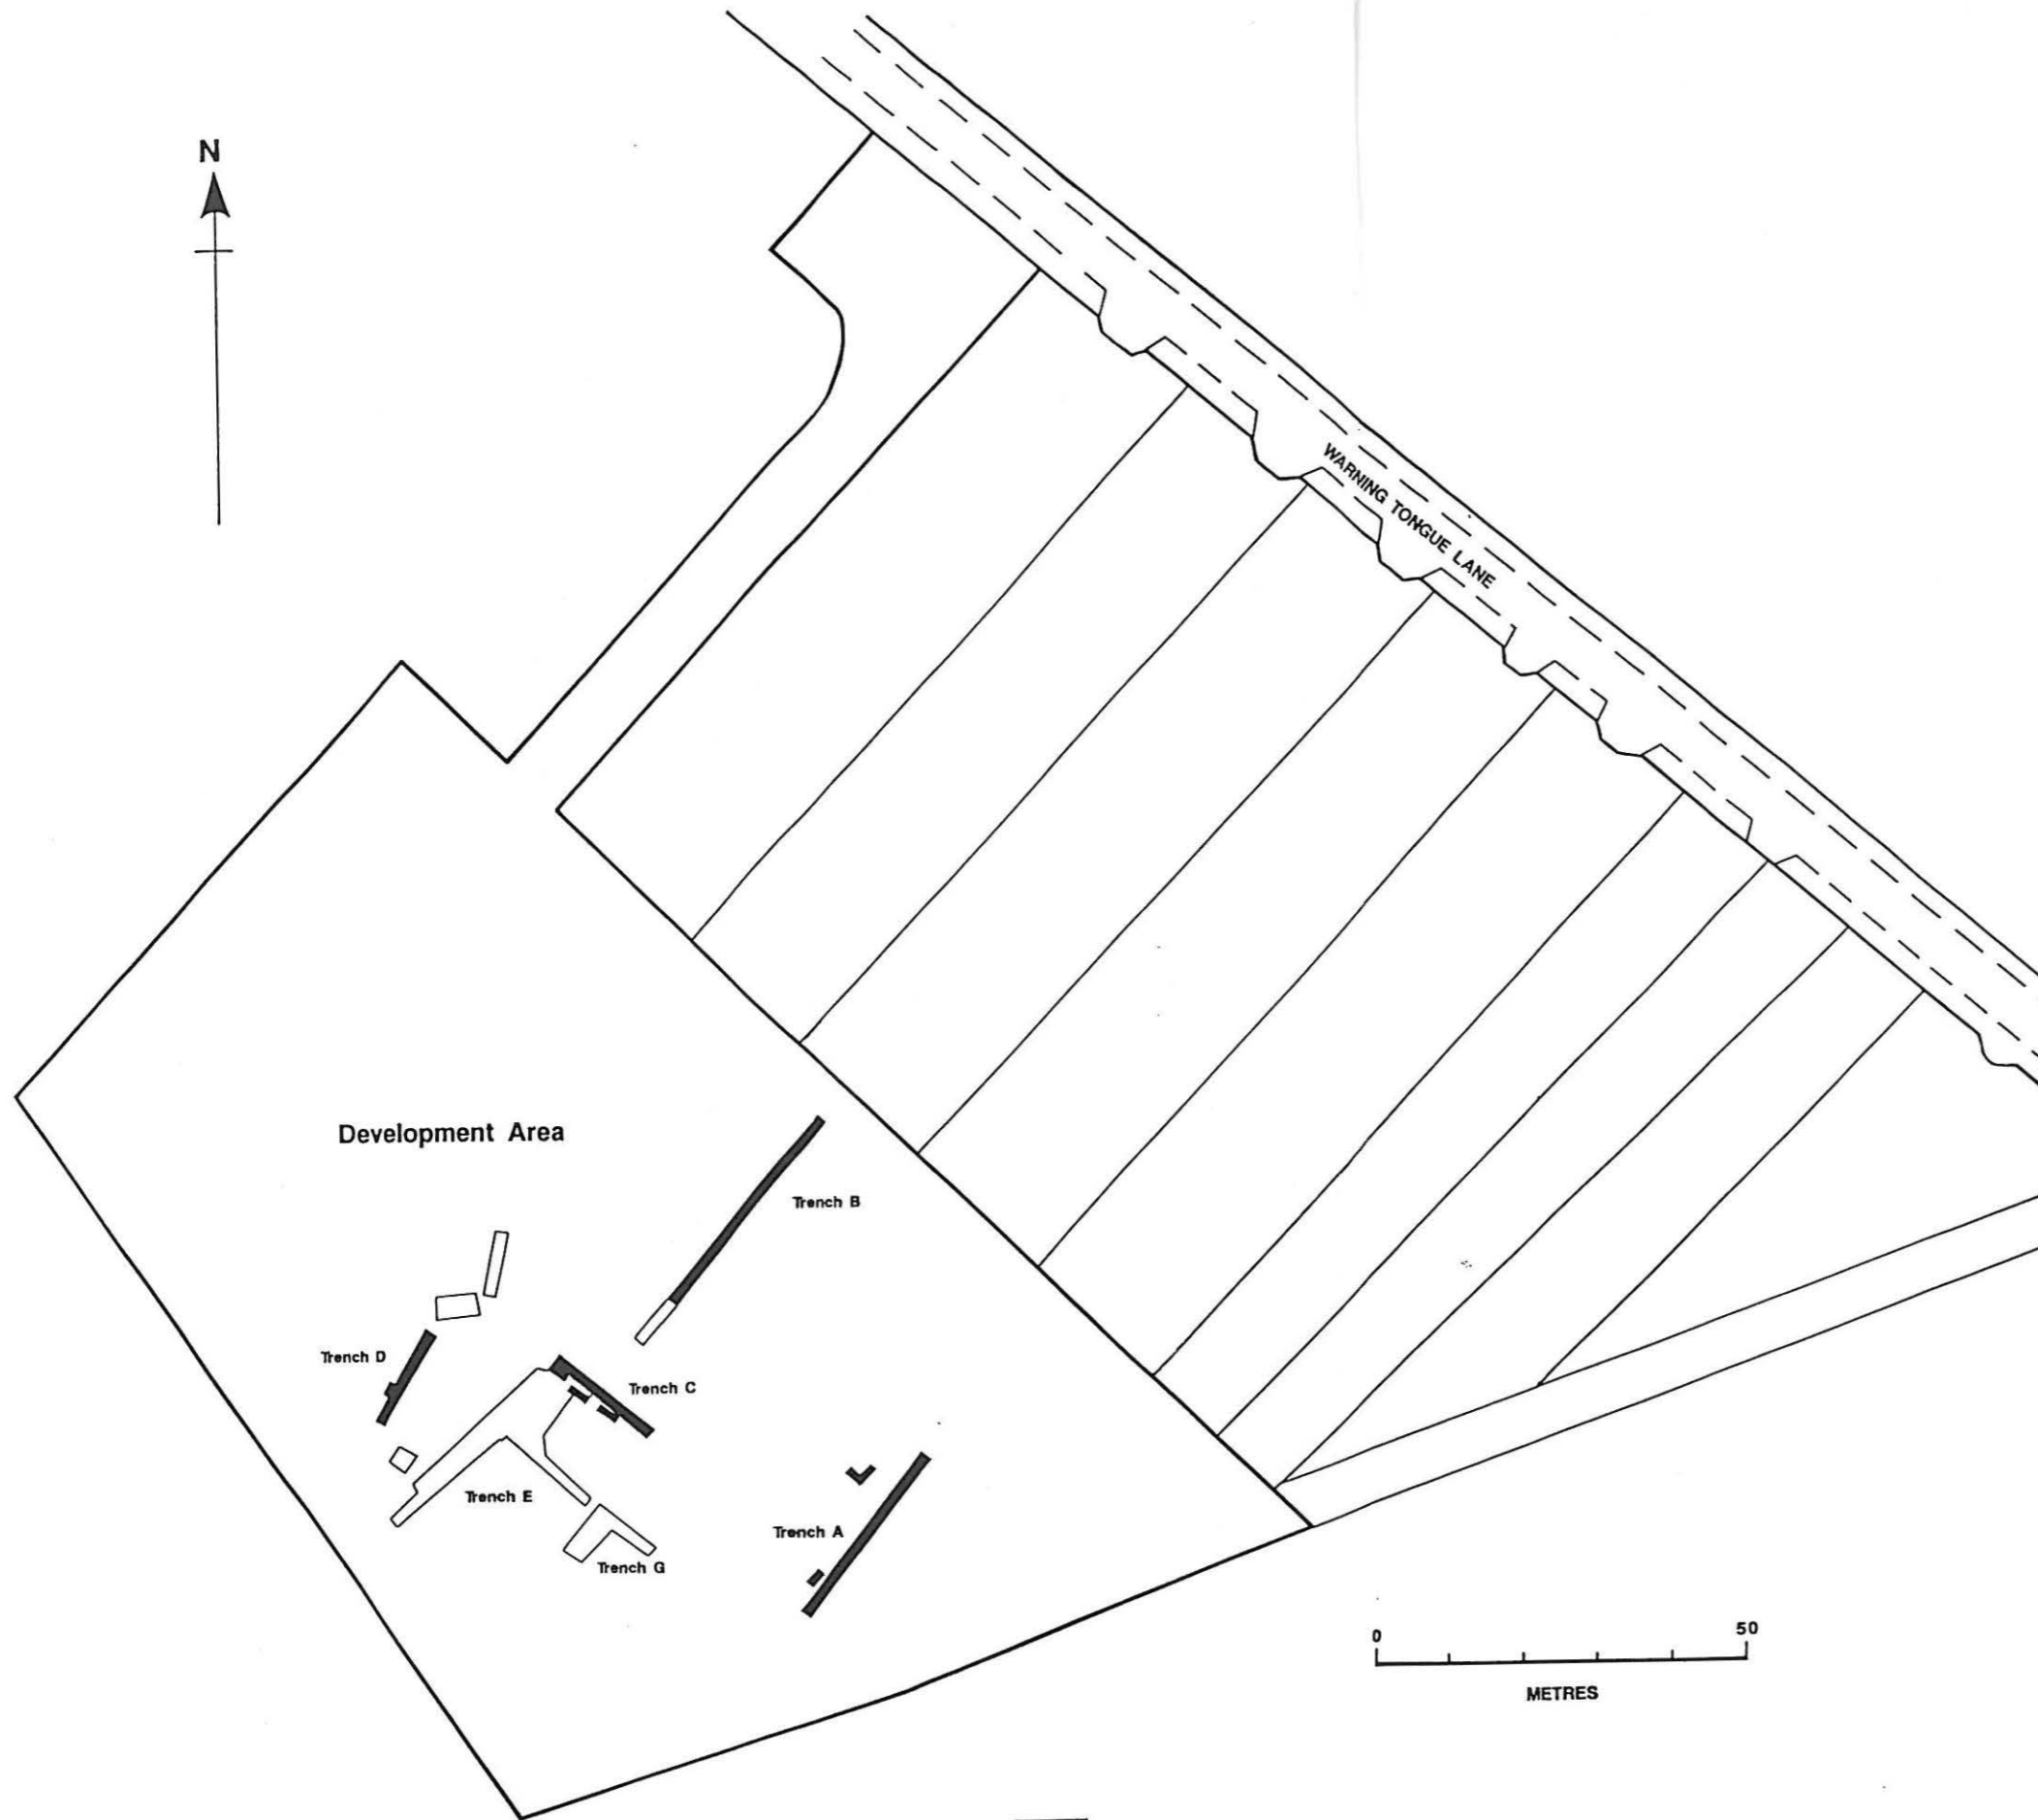 N
WARNING TONGUE LANE
Development Area
Trench B
Trench D
Trench C
Trench E
Trench A
Trench G
0 50
METRES